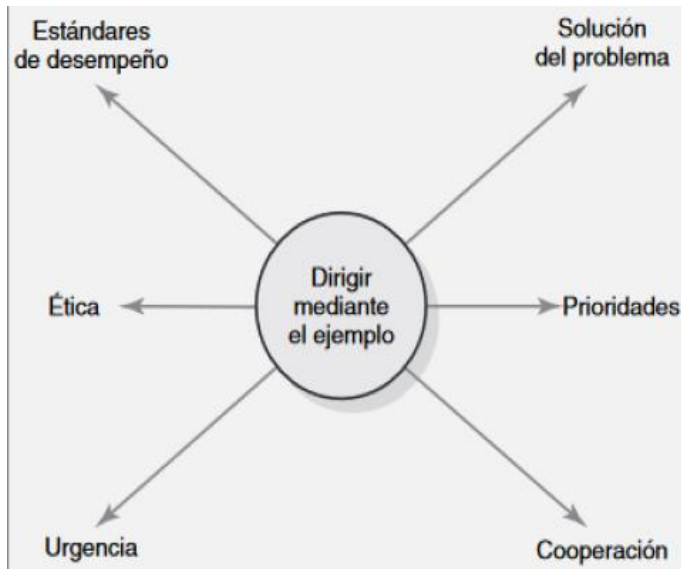 Estándares
de desempeño
Solución
del problema
Dirigir
mediante
el ejemplo
Ética
Prioridades
Urgencia
Cooperación